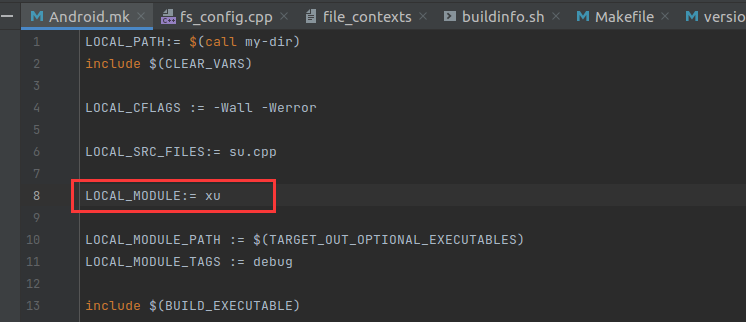 Android.mk fs_config.cpp file_contexts buildinfo.sh Makefile versio
1 LOCAL_PATH:= $(call my-dir)
2 include $(CLEAR_VARS)
3
4 LOCAL_CFLAGS := -Wall -Werror
5
6 LOCAL_SRC_FILES:= su.cpp
7
8 LOCAL_MODULE:= xu
9
10 LOCAL_MODULE_PATH := $(TARGET_OUT_OPTIONAL_EXECUTABLES)
11 LOCAL_MODULE_TAGS := debug
12
13 include $(BUILD_EXECUTABLE)